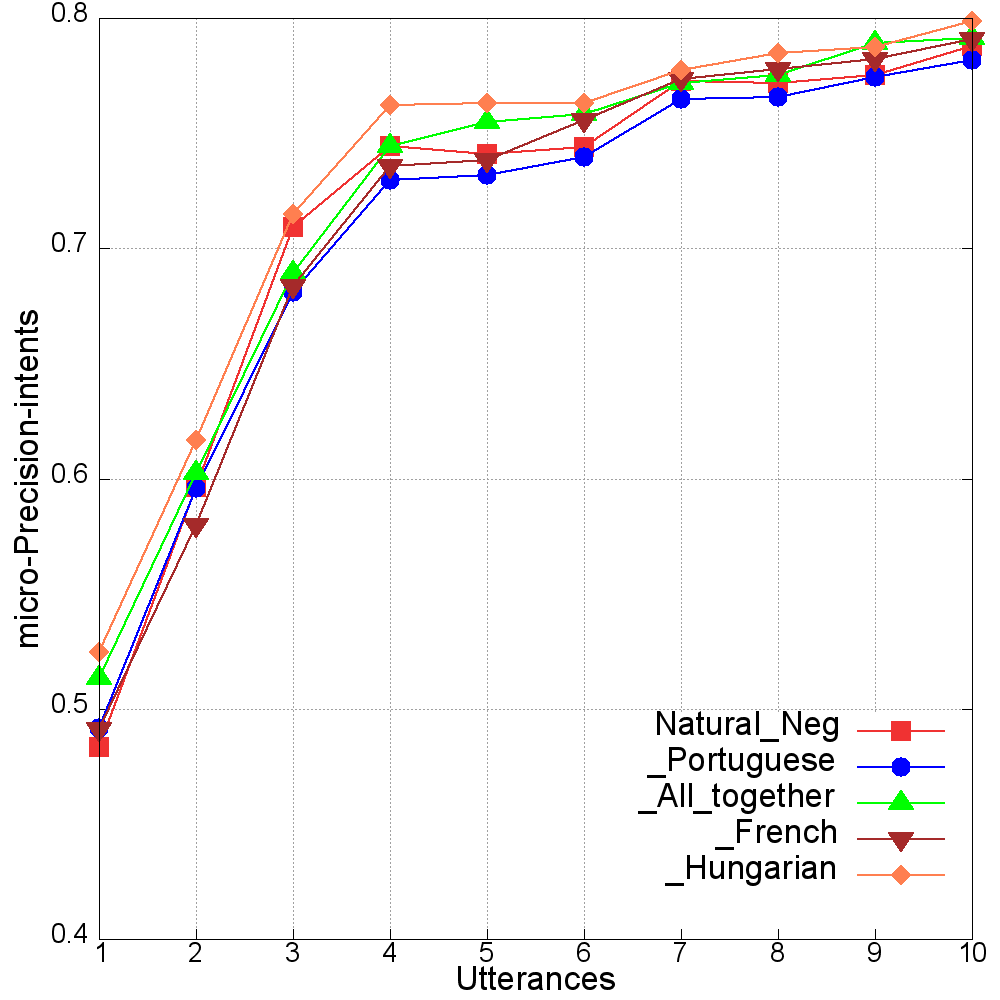 0.8
0.7
0.6
0.5
0.4
micro-Precision-intents
Natural_Neg
_Portuguese
_All_together
_French
_Hungarian
1 2 3 4 5 6 7 8 9 10
Utterances